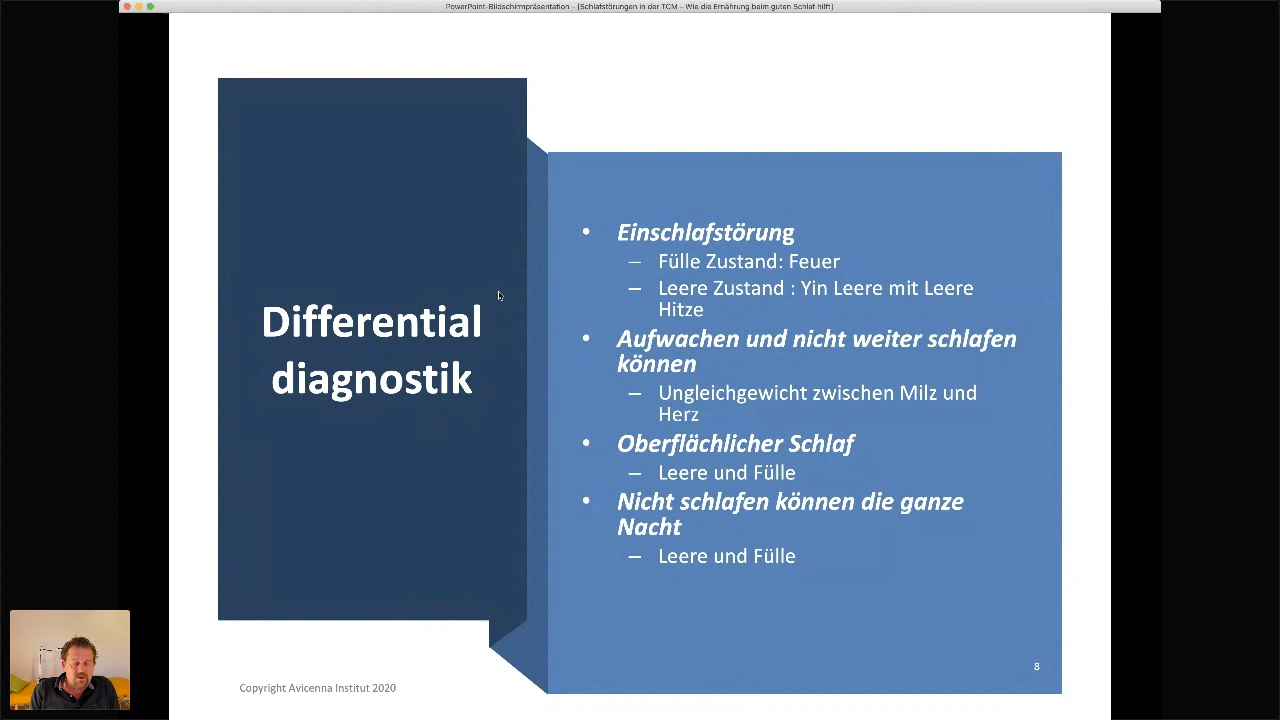 PowerPoint-Bildschirmpräsentation - [Schlafstörungen in der TCM - Wie die Ernährung beim guten Schlaf hilft]
Differential
diagnostik
• Einschlafstörung
– Fülle Zustand: Feuer
– Leere Zustand : Yin Leere mit Leere
Hitze
• Aufwachen und nicht weiter schlafen
können
– Ungleichgewicht zwischen Milz und
Herz
• Oberflächlicher Schlaf
– Leere und Fülle
• Nicht schlafen können die ganze
Nacht
– Leere und Fülle
8
Copyright Avicenna Institut 2020